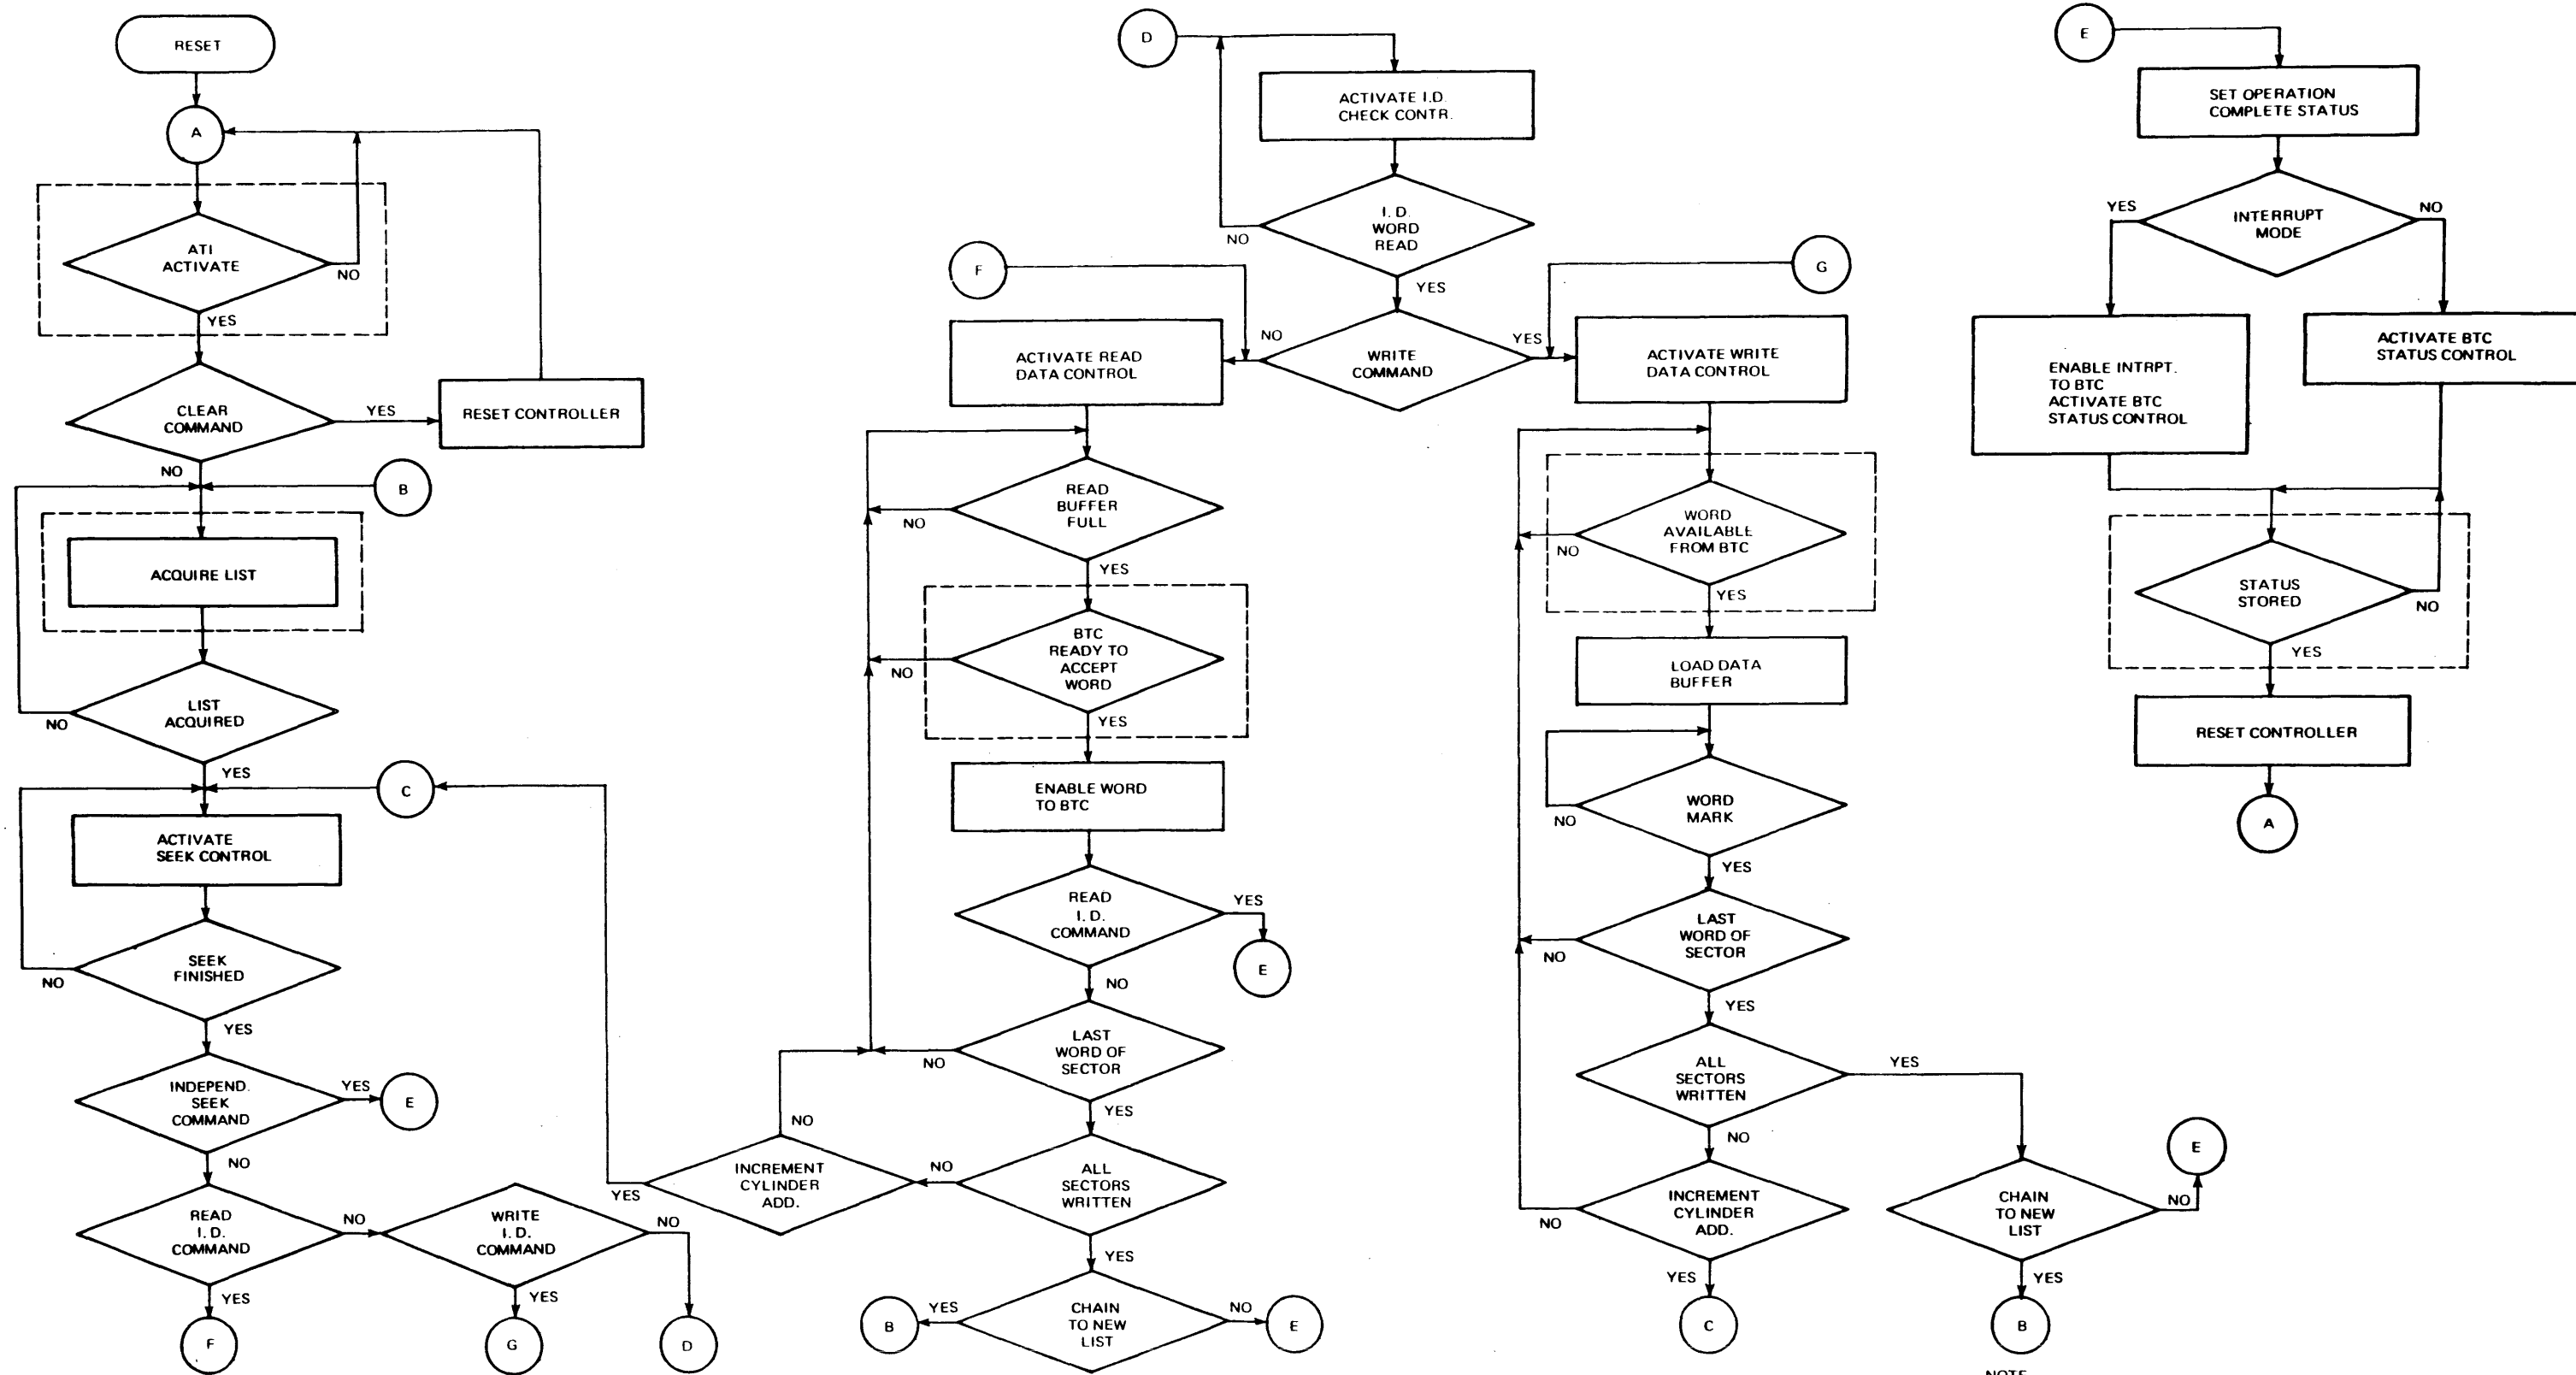 RESET
A
ATI
ACTIVATE
NO
YES
CLEAR
COMMAND
YES
RESET CONTROLLER
NO
B
ACQUIRE LIST
LIST
ACQUIRED
NO
YES
C
ACTIVATE
SEEK CONTROL
SEEK
FINISHED
NO
YES
INDEPEND.
SEEK
COMMAND
YES
E
NO
READ
I.D.
COMMAND
NO
YES
F
WRITE
I.D.
COMMAND
NO
YES
G
D
D
ACTIVATE I.D.
CHECK CONTR.
I.D.
WORD
READ
NO
YES
F
G
WRITE
COMMAND
NO
YES
ACTIVATE READ
DATA CONTROL
READ
BUFFER
FULL
NO
YES
BTC
READY TO
ACCEPT
WORD
NO
YES
ENABLE WORD
TO BTC
READ
I.D.
COMMAND
YES
E
NO
LAST
WORD OF
SECTOR
NO
YES
ALL
SECTORS
WRITTEN
NO
INCREMENT
CYLINDER
ADD.
NO
YES
YES
CHAIN
TO NEW
LIST
YES
B
NO
E
ACTIVATE WRITE
DATA CONTROL
WORD
AVAILABLE
FROM BTC
NO
YES
LOAD DATA
BUFFER
WORD
MARK
NO
YES
LAST
WORD OF
SECTOR
NO
YES
ALL
SECTORS
WRITTEN
YES
NO
INCREMENT
CYLINDER
ADD.
NO
YES
C
CHAIN
TO NEW
LIST
NO
E
YES
B
E
SET OPERATION
COMPLETE STATUS
INTERRUPT
MODE
YES
NO
ENABLE INTRPT.
TO BTC
ACTIVATE BTC
STATUS CONTROL
ACTIVATE BTC
STATUS CONTROL
STATUS
STORED
NO
YES
RESET CONTROLLER
A
NOTE